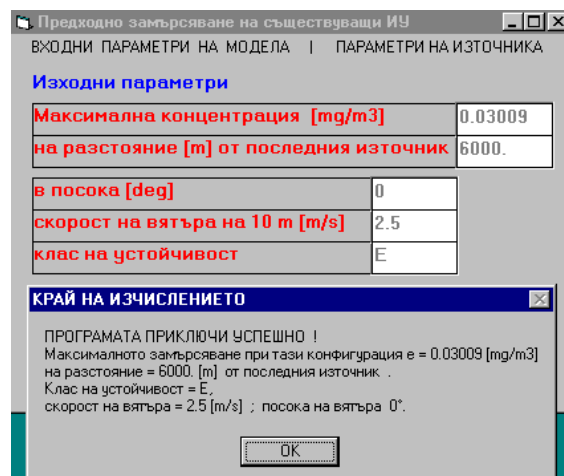 Предходно замърсяване на съществуващи ИУ
ВХОДНИ ПАРАМЕТРИ НА МОДЕЛА | ПАРАМЕТРИ НА ИЗТОЧНИКА
Изходни параметри
Максимална концентрация [mg/m3] 0.03009
на разстояние [m] от последния източник 6000.
в посока [deg] 0
скорост на вятъра на 10 m [m/s] 2.5
клас на устойчивост E
КРАЙ НА ИЗЧИСЛЕНИЕТО
ПРОГРАМАТА ПРИКЛЮЧИ УСПЕШНО !
Максималното замърсяване при тази конфигурация е = 0.03009 [mg/m3]
на разстояние = 6000. [m] от последния източник .
Клас на устойчивост = E,
скорост на вятъра = 2.5 [m/s] ; посока на вятъра 0°.
OK